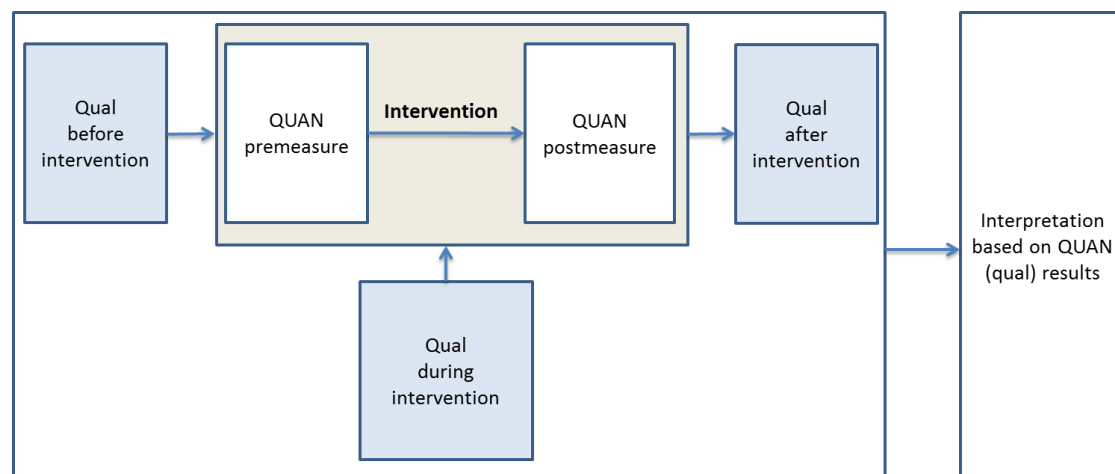 Qual
before
intervention
QUAN
premeasure
Intervention
QUAN
postmeasure
Qual
after
intervention
Qual
during
intervention
Interpretation
based on QUAN
(qual) results